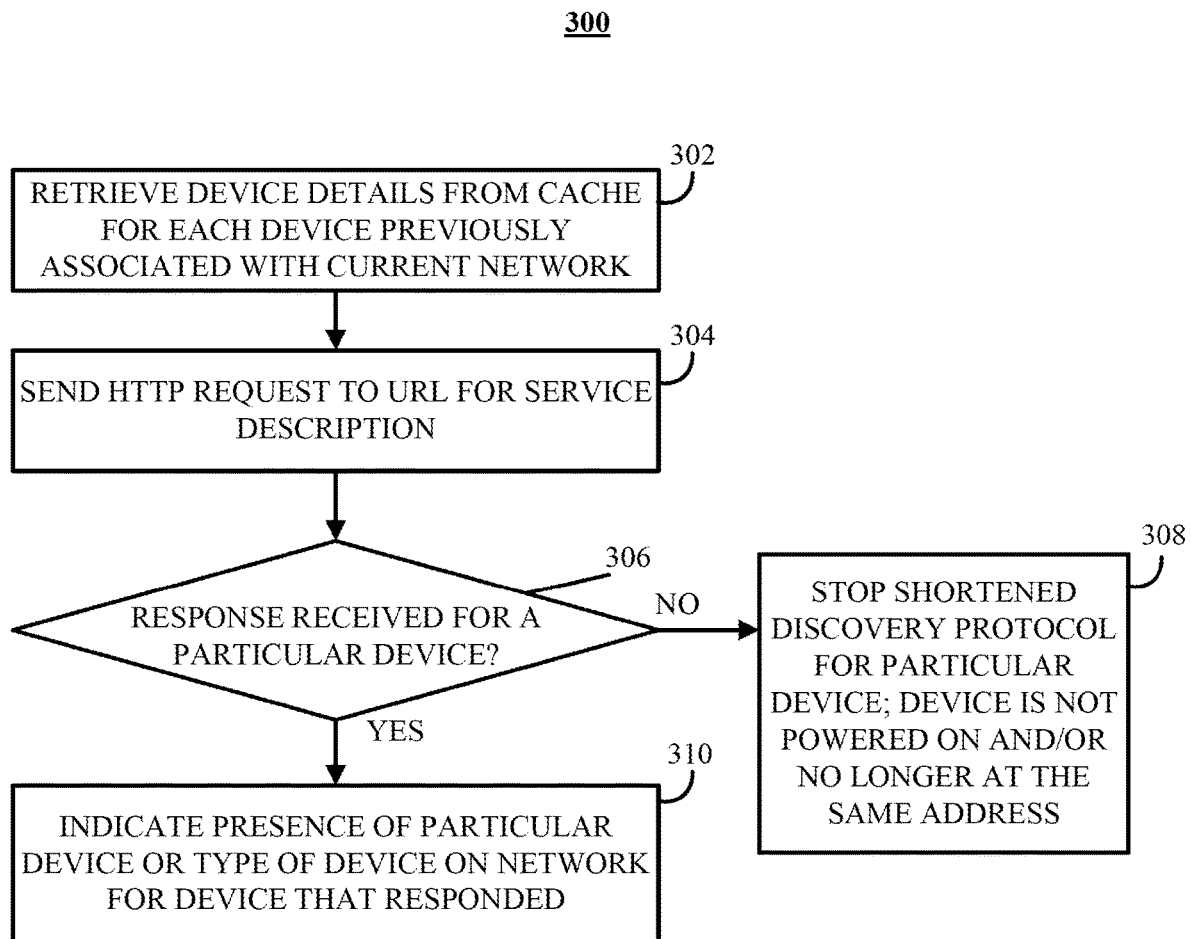 300
302
RETRIEVE DEVICE DETAILS FROM CACHE
FOR EACH DEVICE PREVIOUSLY
ASSOCIATED WITH CURRENT NETWORK
304
SEND HTTP REQUEST TO URL FOR SERVICE
DESCRIPTION
306
RESPONSE RECEIVED FOR A
PARTICULAR DEVICE?
NO
308
STOP SHORTENED
DISCOVERY PROTOCOL
FOR PARTICULAR
DEVICE; DEVICE IS NOT
POWERED ON AND/OR
NO LONGER AT THE
SAME ADDRESS
YES
310
INDICATE PRESENCE OF PARTICULAR
DEVICE OR TYPE OF DEVICE ON NETWORK
FOR DEVICE THAT RESPONDED